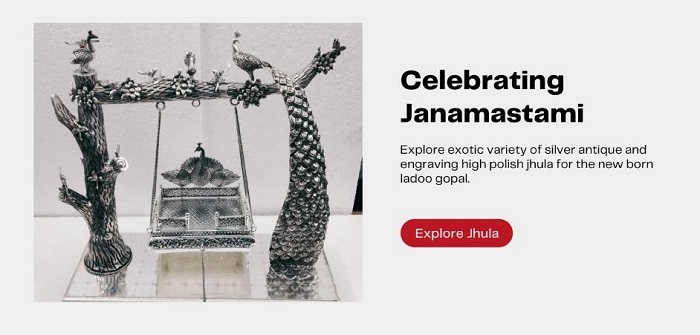 Celebrating
Janamastami
Explore exotic variety of silver antique and
engraving high polish jhula for the new born
ladoo gopal.
Explore Jhula